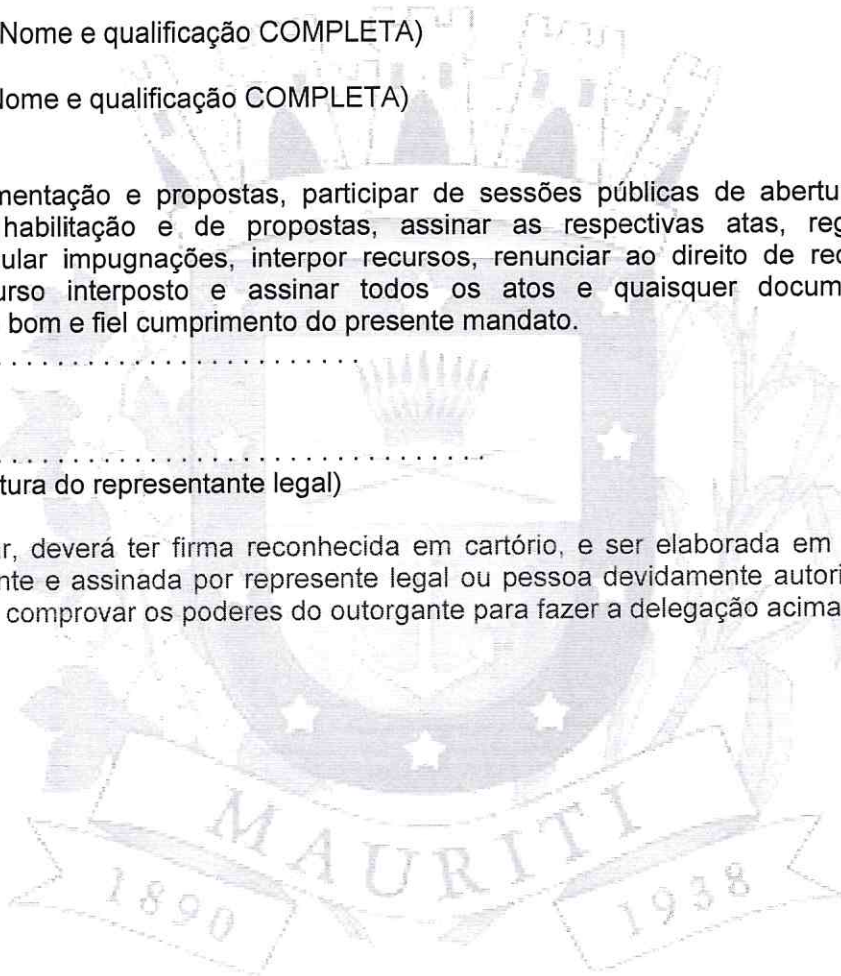 Nome e qualificação COMPLETA)
Nome e qualificação COMPLETA)
mentação e propostas, participar de sessões públicas de abertu
habilitação e de propostas, assinar as respectivas atas, reg
ular impugnações, interpor recursos, renunciar ao direito de rec
urso interposto e assinar todos os atos e quaisquer docum
bom e fiel cumprimento do presente mandato.
. . . . . . . . . . . . . . . . . . . . . . . . . .
. . . . . . . . . . . . . . . . . . . . . . . . . . . . . . . . . .
tura do representante legal)
r, deverá ter firma reconhecida em cartório, e ser elaborada em
nte e assinada por represente legal ou pessoa devidamente autori
comprovar os poderes do outorgante para fazer a delegação acima
MAURITI
1890
1938